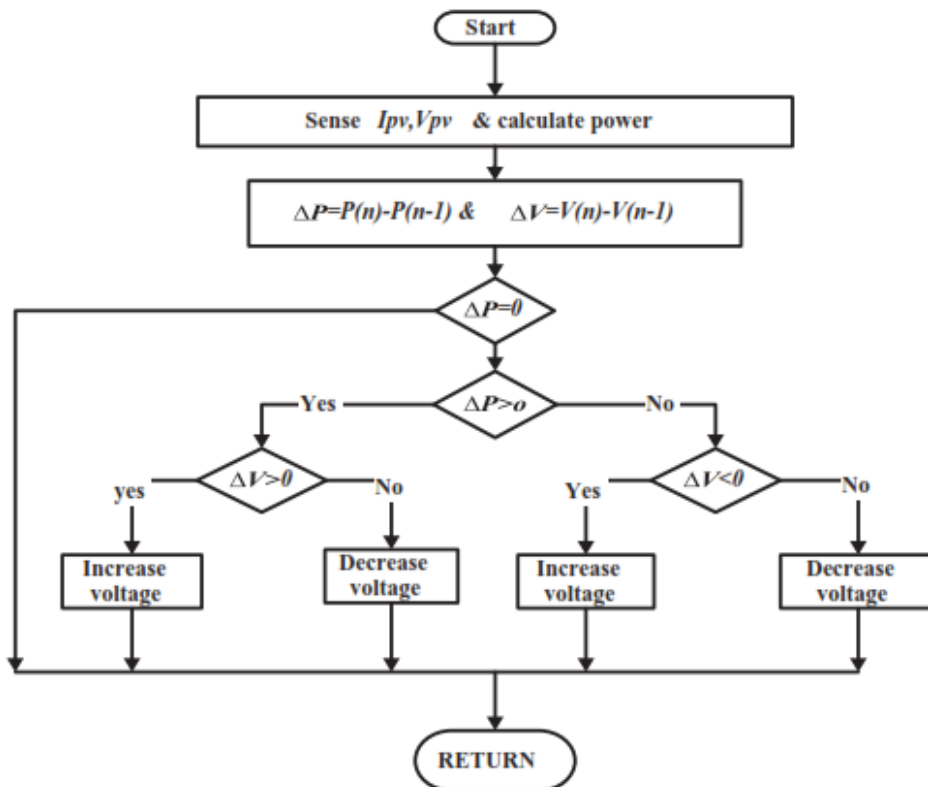 Start
Sense Ipv,Vpv & calculate power
ΔP=P(n)-P(n-1) & ΔV=V(n)-V(n-1)
ΔP=0
Yes
ΔP>o
No
yes
ΔV>0
No
Yes
ΔV<0
No
Increase
voltage
Decrease
voltage
Increase
voltage
Decrease
voltage
RETURN